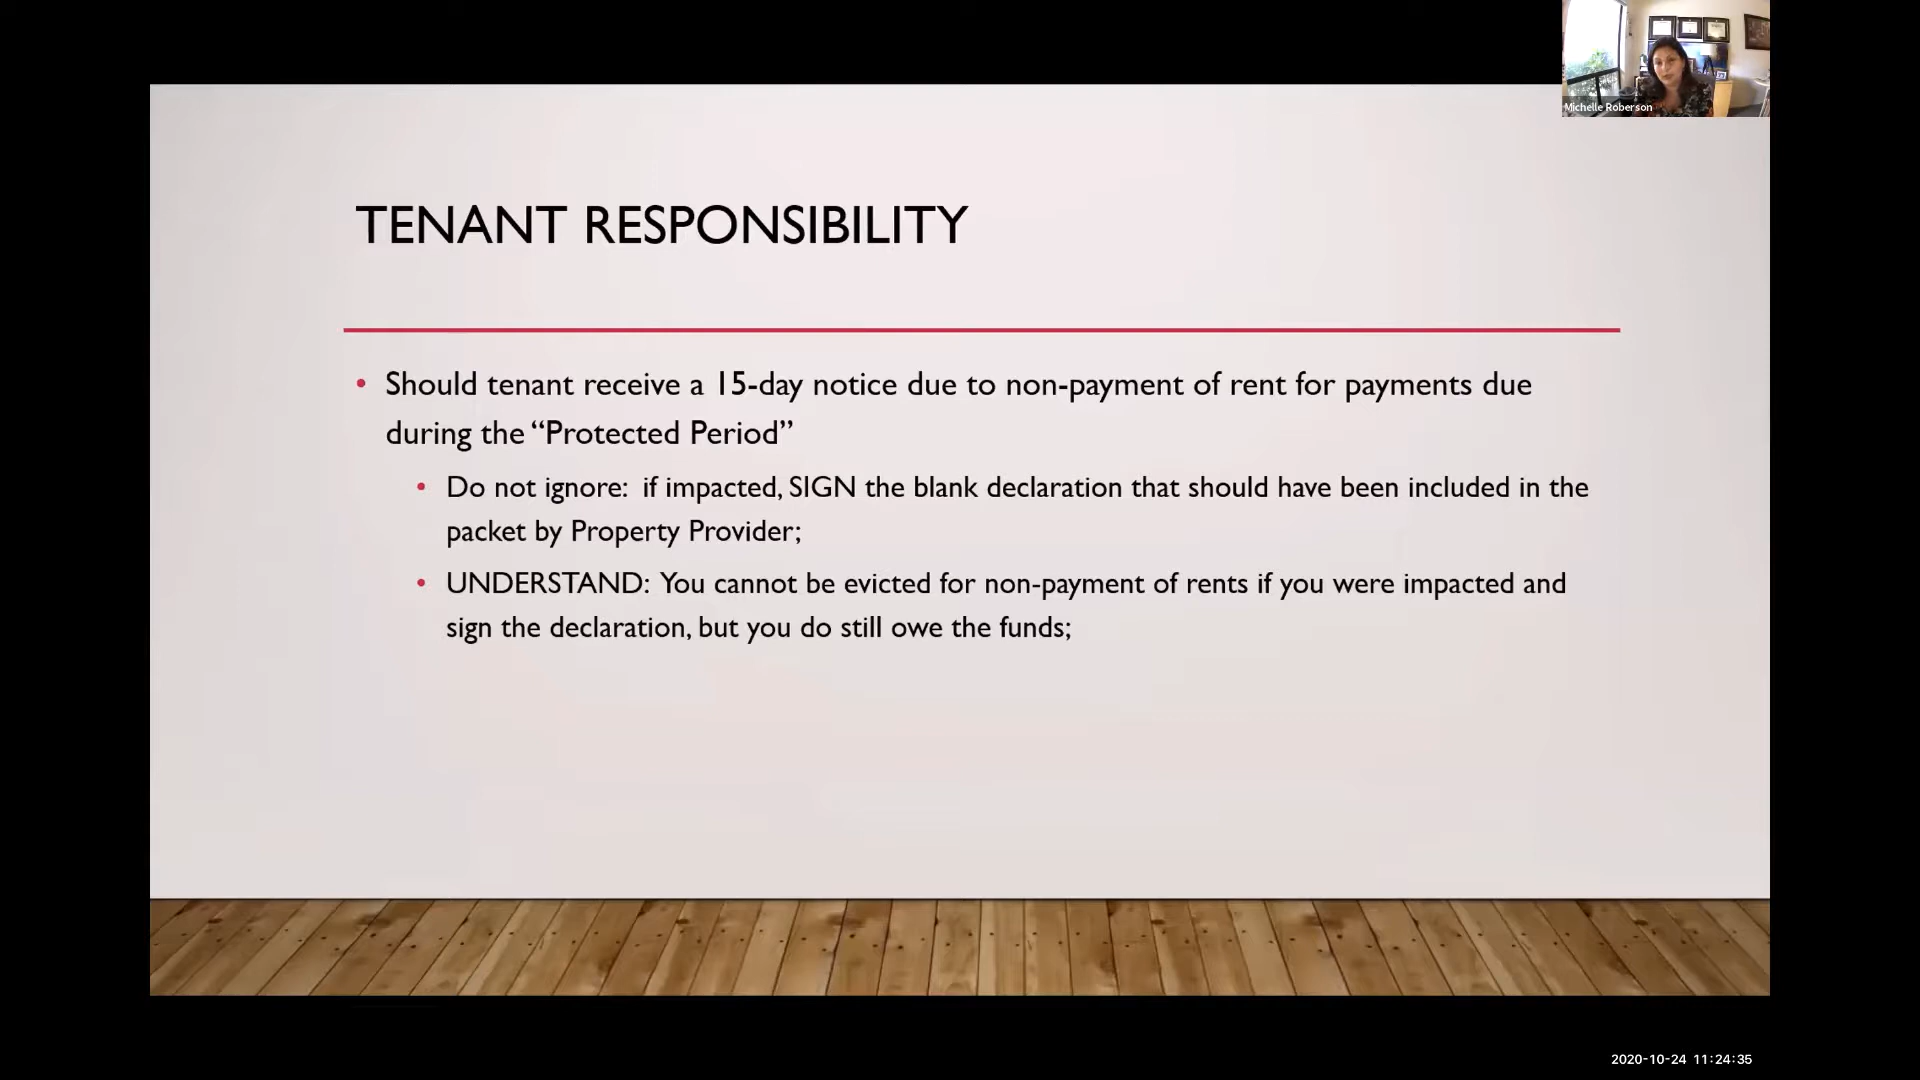 Michelle Roberson
TENANT RESPONSIBILITY
• Should tenant receive a 15-day notice due to non-payment of rent for payments due
during the “Protected Period”
• Do not ignore: if impacted, SIGN the blank declaration that should have been included in the
packet by Property Provider;
• UNDERSTAND: You cannot be evicted for non-payment of rents if you were impacted and
sign the declaration, but you do still owe the funds;
2020-10-24 11:24:35